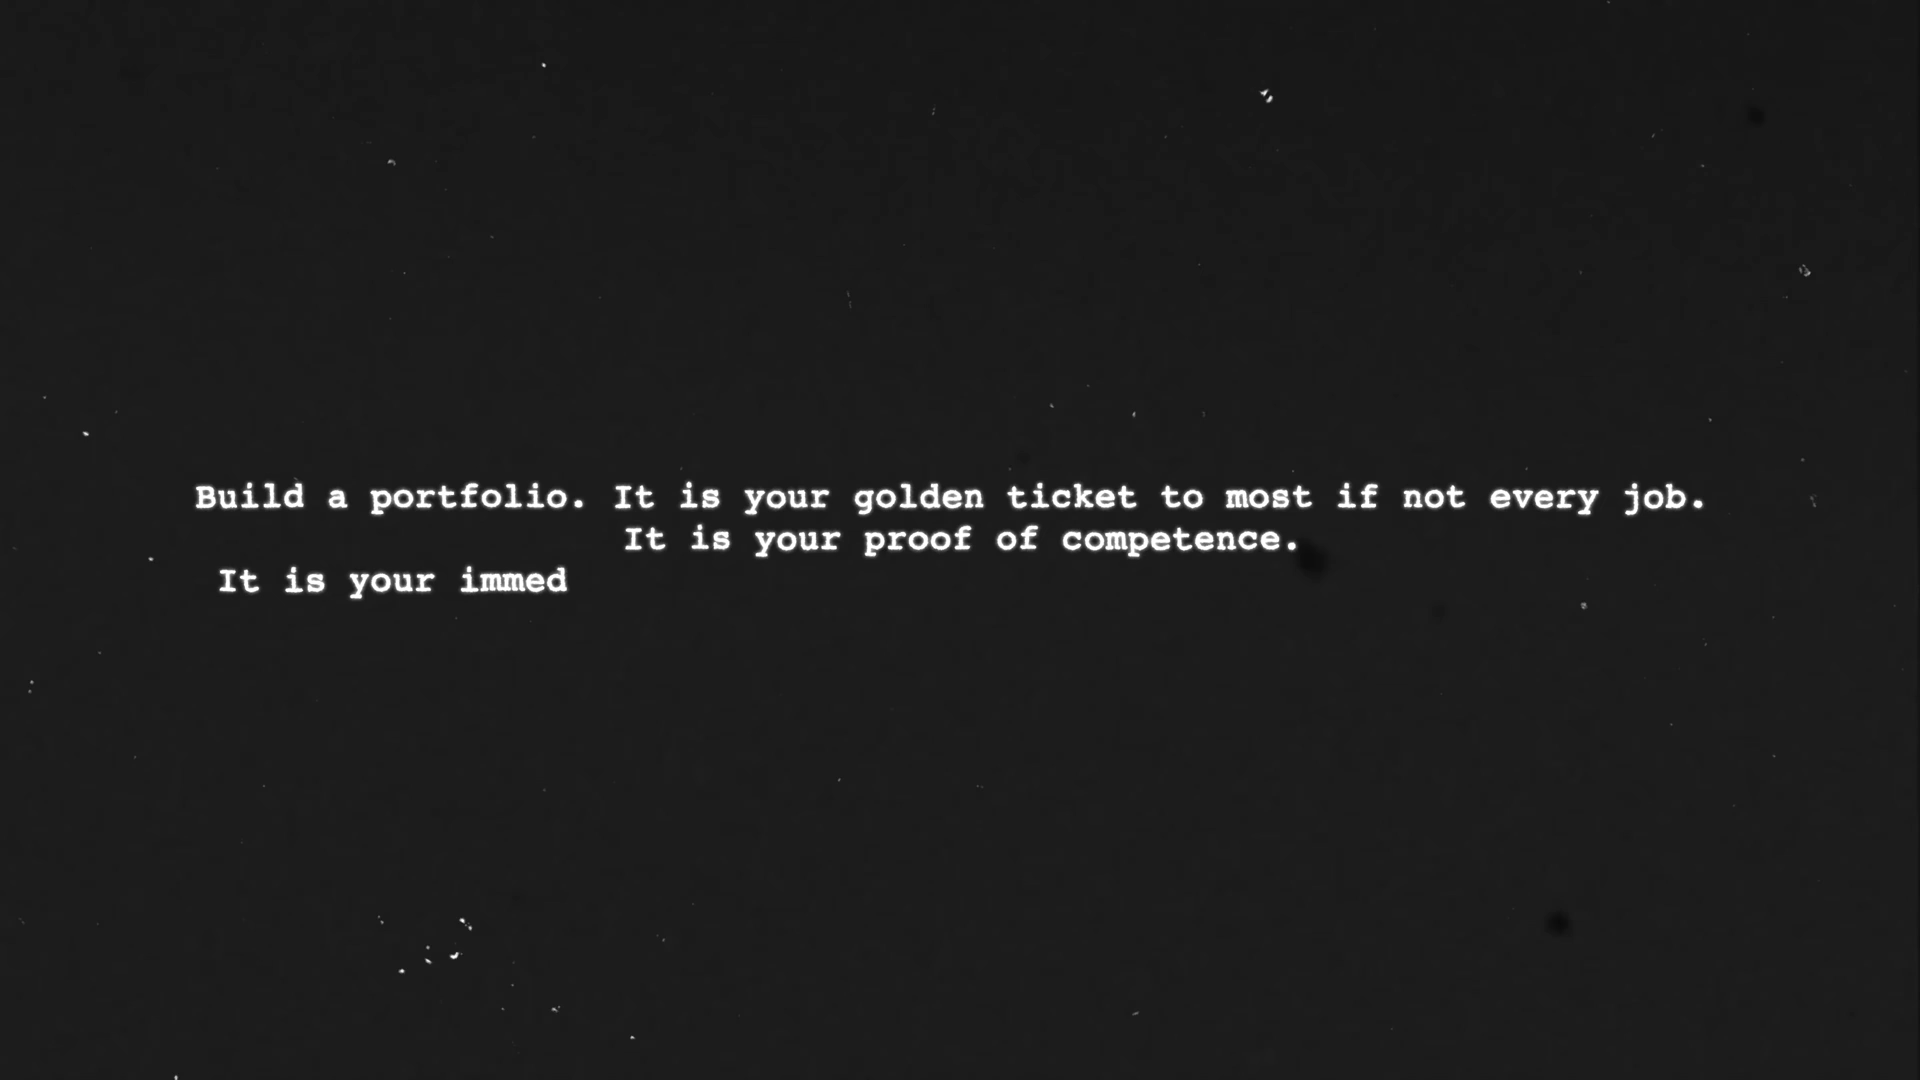 Build a portfolio. It is your golden ticket to most if not every job.
It is your proof of competence.
It is your immed